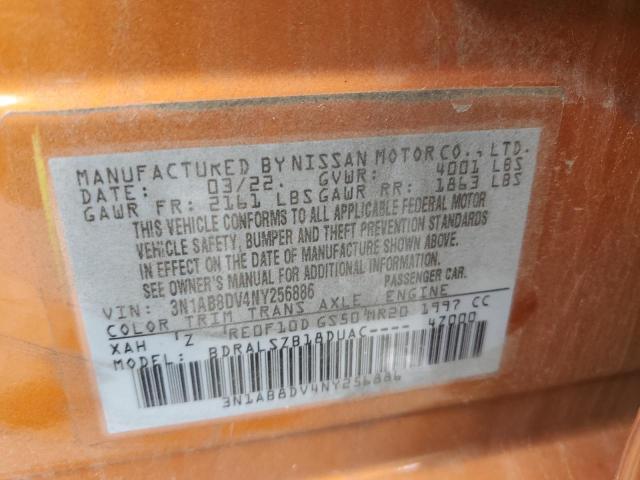 MANUFACTURED BY NISSAN MOTOR CO., LTD.
DATE: 03/22. GVWR: 4001 LBS
GAWR FR: 2161 LBS GAWR RR: 1863 LBS
THIS VEHICLE CONFORMS TO ALL APPLICABLE FEDERAL MOTOR
VEHICLE SAFETY, BUMPER AND THEFT PREVENTION STANDARDS
IN EFFECT ON THE DATE OF MANUFACTURE SHOWN ABOVE.
SEE OWNER'S MANUAL FOR ADDITIONAL INFORMATION.
VIN: 3N1AB8DV4NY256886 PASSENGER CAR.
COLOR TRIM TRANS AXLE ENGINE
XAH Z RE0F10D GS50 MR20 1997 CC
MODEL: BDRALSZB18DUAC- 4Z000
3N1AB8DV4NY256886